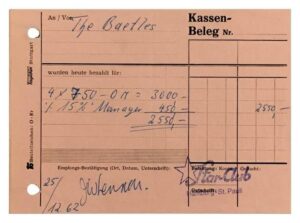 An / Von
The Baetles
Kassen-
Beleg Nr.
wurden heute bezahlt für:
4 x 750 - DM = 3000.-
% 15% Manager 450.-
2550.-
2550,-
Empfangs-Bestätigung (Ort, Datum, Unterschrift)
Star-Club
St. Pauli
25/
12 62